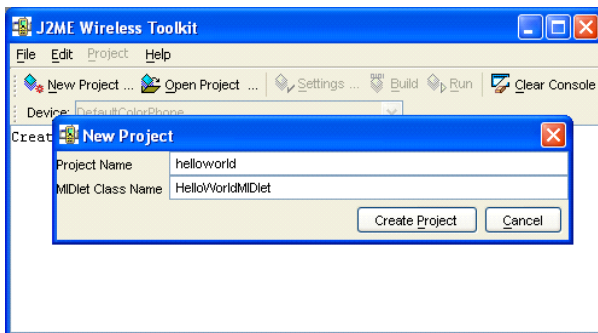 J2ME Wireless Toolkit
File Edit Project Help
New Project ... Open Project ... Settings ... Build Run Clear Console
Device: DefaultColorPhone
Creat
New Project
Project Name helloworld
MIDlet Class Name HelloWorldMIDlet
Create Project Cancel